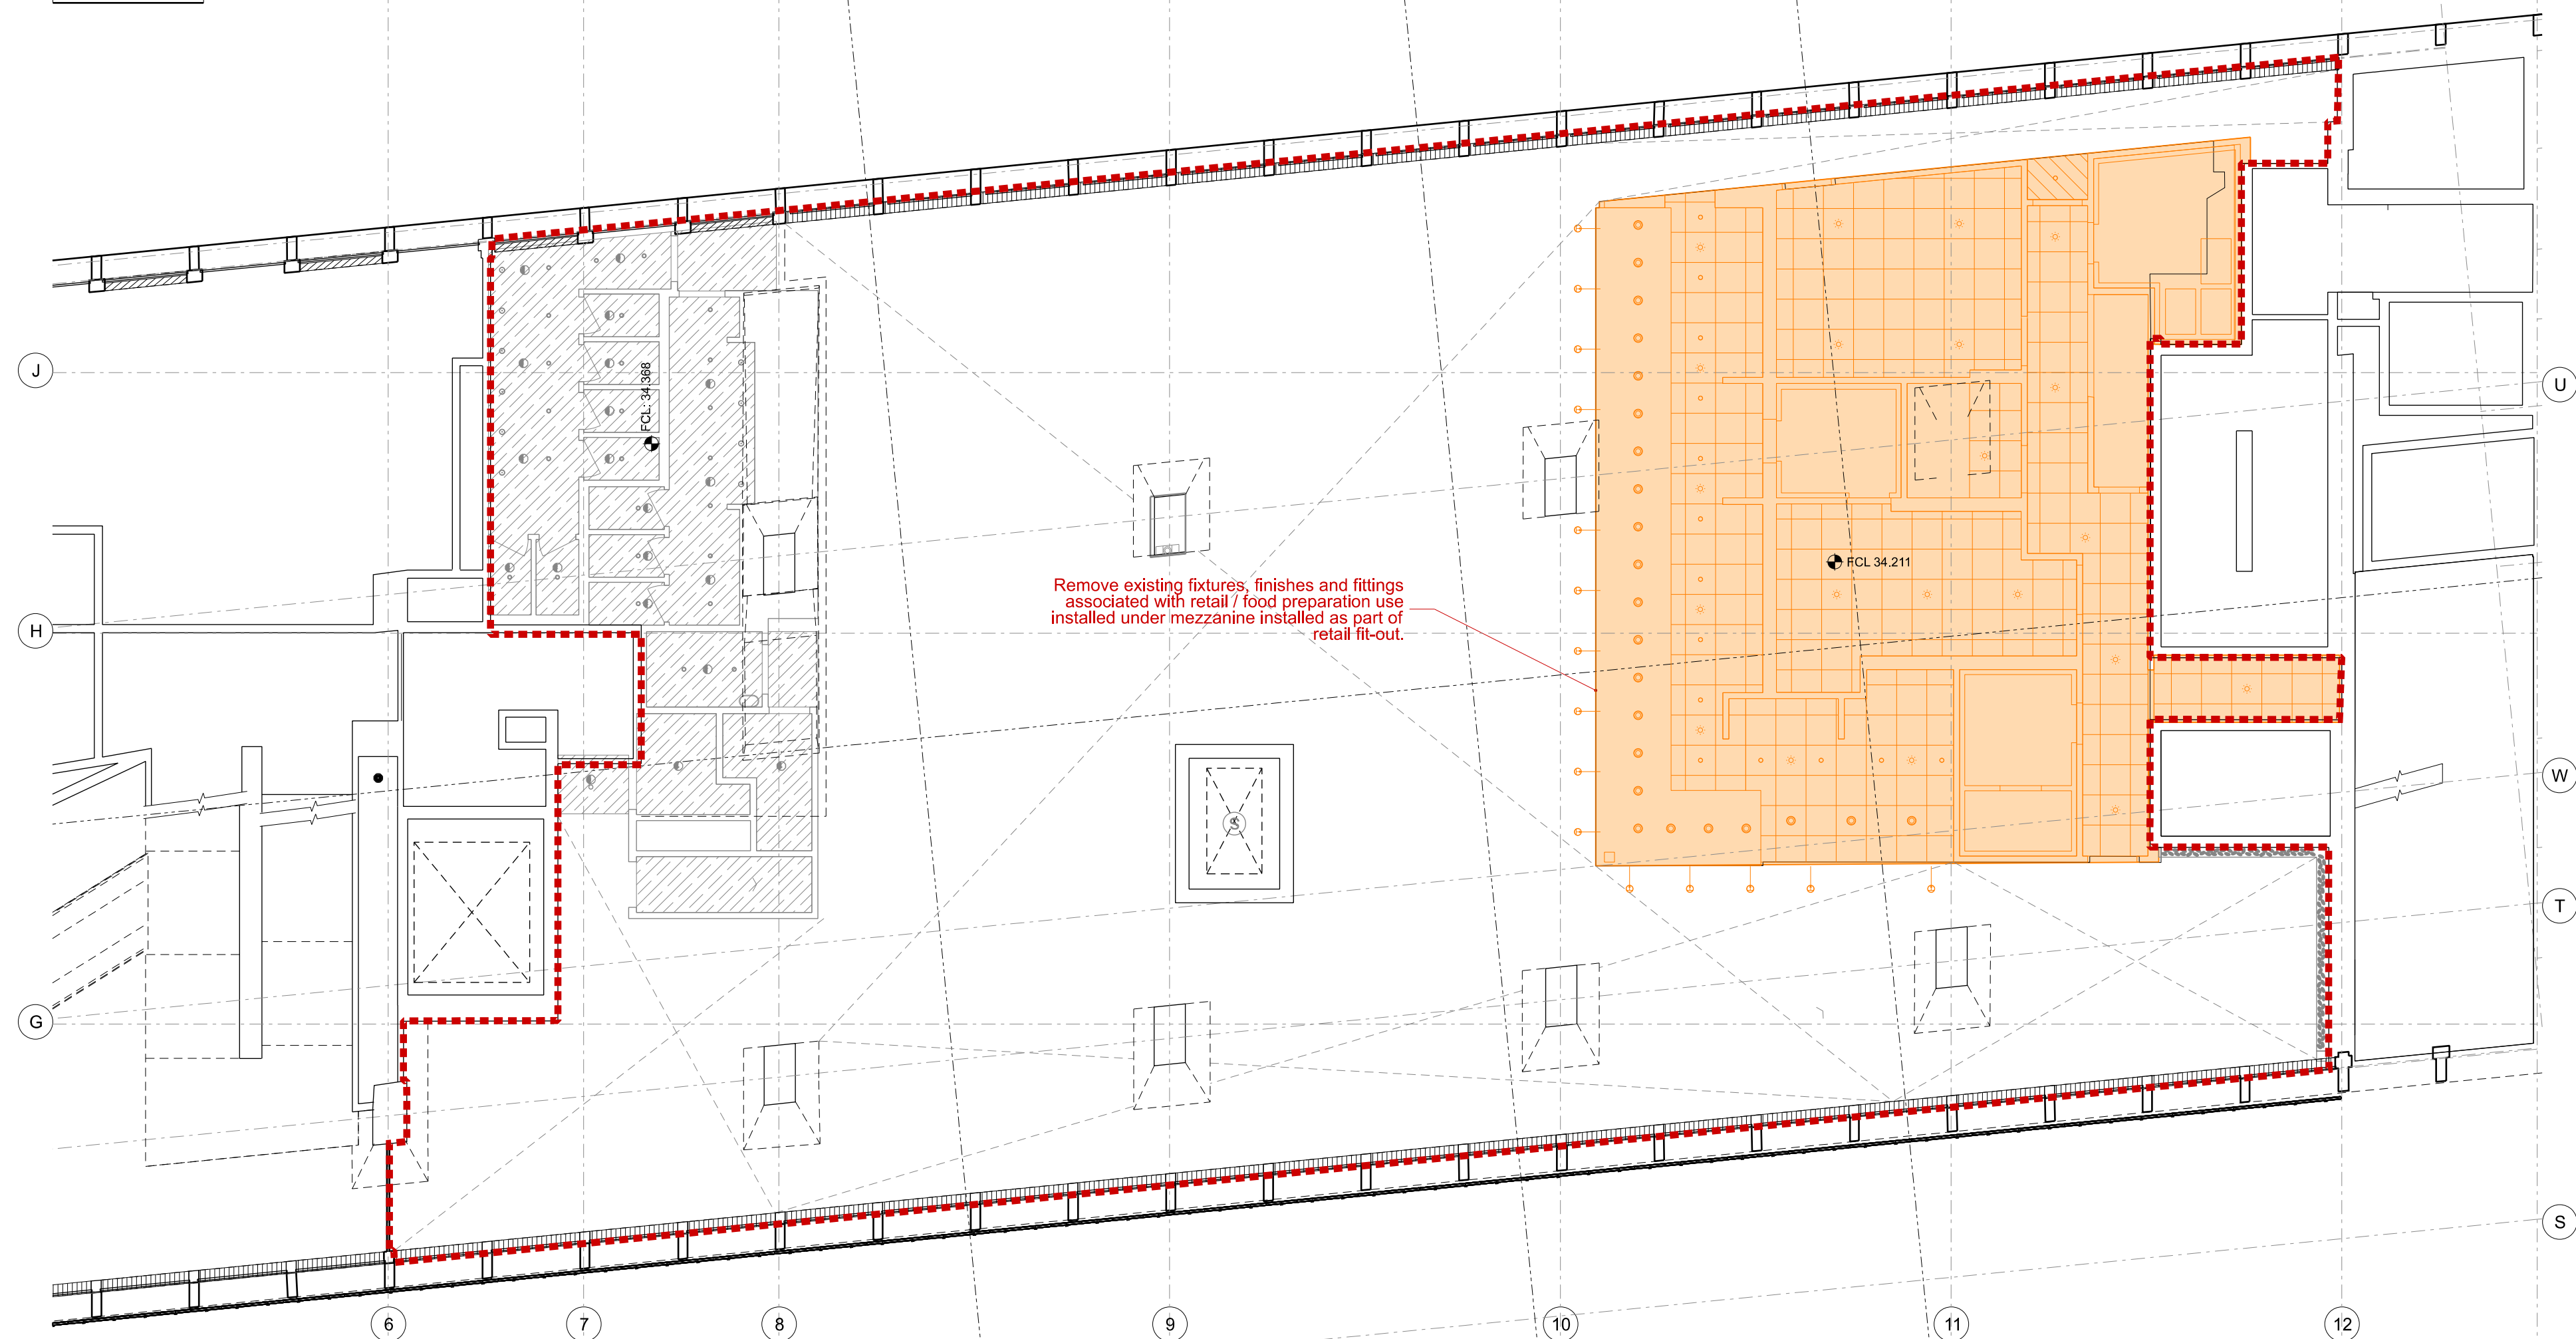 J
U
FCL: 34.368
FCL 34.211
Remove existing fixtures, finishes and fittings
associated with retail / food preparation use
installed under mezzanine installed as part of
retail fit-out.
H
W
S
T
G
S
6
7
8
9
10
11
12